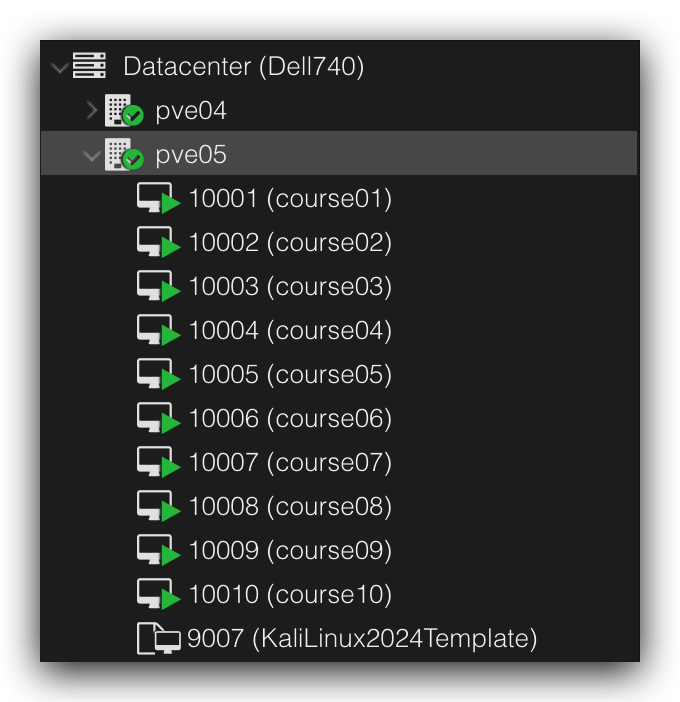 Datacenter (Dell740)
pve04
pve05
10001 (course01)
10002 (course02)
10003 (course03)
10004 (course04)
10005 (course05)
10006 (course06)
10007 (course07)
10008 (course08)
10009 (course09)
10010 (course10)
9007 (KaliLinux2024Template)